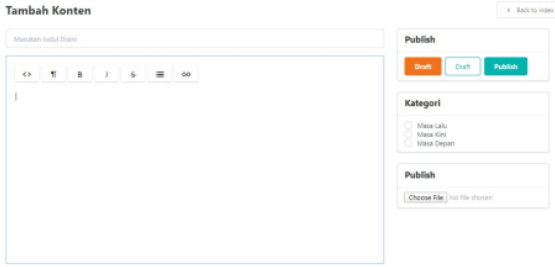 Tambah Konten
< Back to index
Masukan Judul Disini
Publish
<> ¶ B I S
Draft Draft Publish
Kategori
Masa Lalu
Masa Kini
Masa Depan
Publish
Choose File No file chosen